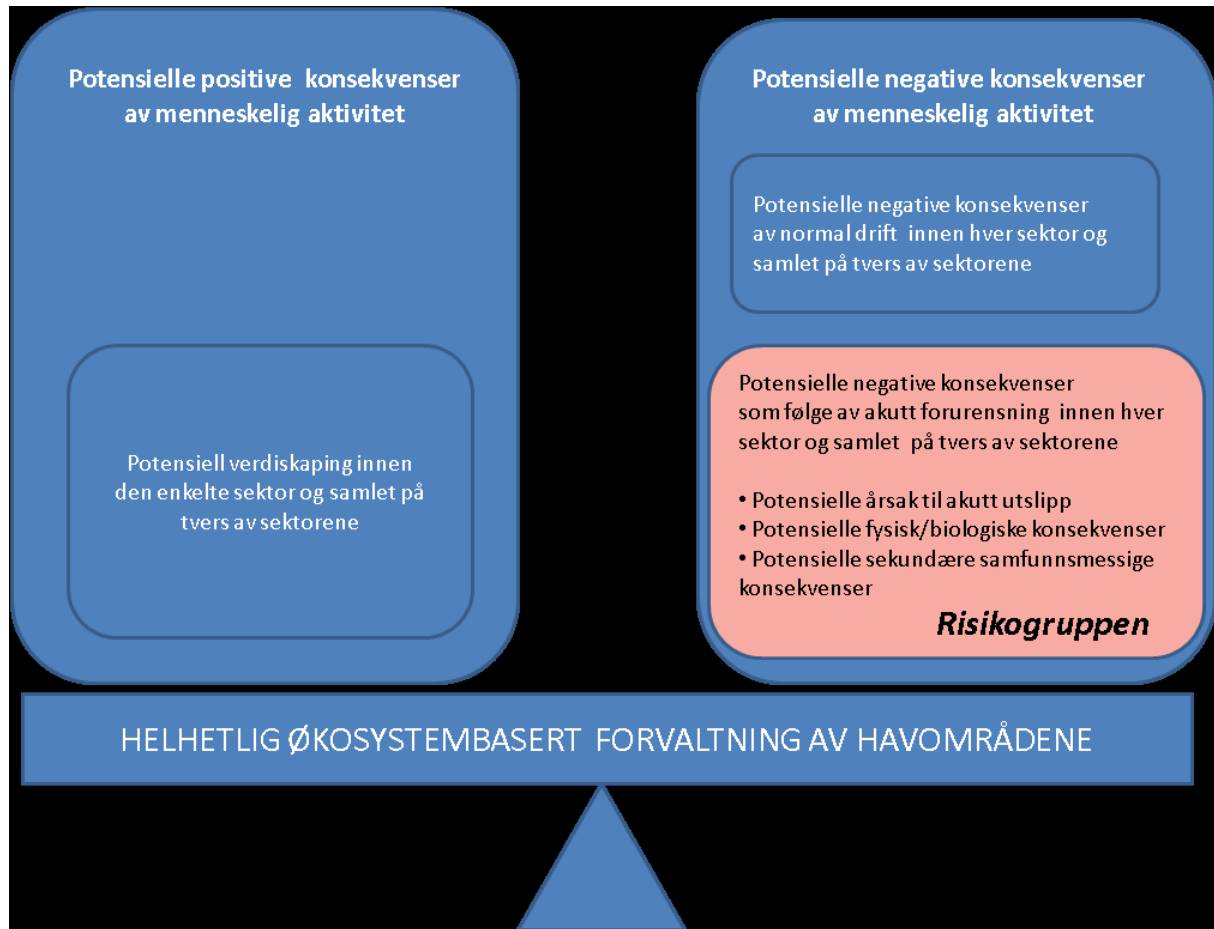 Potensielle positive konsekvenser
av menneskelig aktivitet
Potensiell verdiskaping innen
den enkelte sektor og samlet på
tvers av sektorene
Potensielle negative konsekvenser
av menneskelig aktivitet
Potensielle negative konsekvenser
av normal drift innen hver sektor og
samlet på tvers av sektorene
Potensielle negative konsekvenser
som følge av akutt forurensning innen hver
sektor og samlet på tvers av sektorene
• Potensielle årsak til akutt utslipp
• Potensielle fysisk/biologiske konsekvenser
• Potensielle sekundære samfunnsmessige
konsekvenser
Risikogruppen
HELHETLIG ØKOSYSTEMBASERT FORVALTNING AV HAVOMRÅDENE